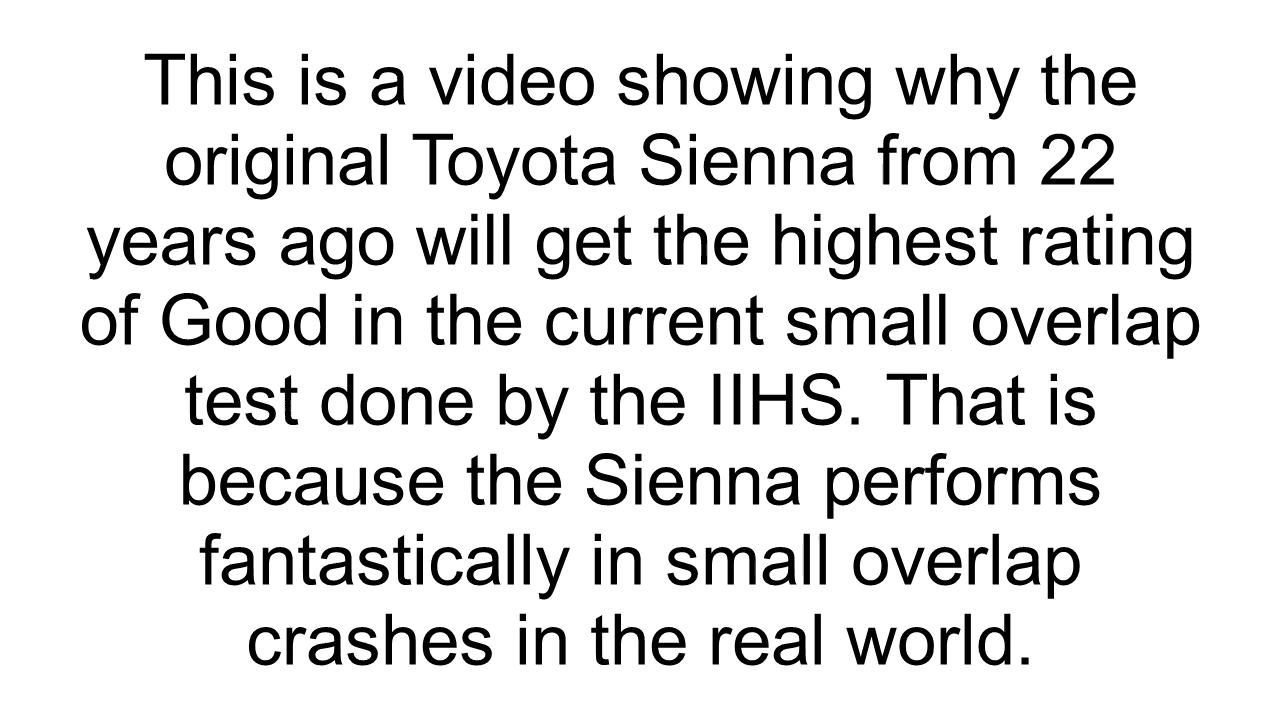 This is a video showing why the
original Toyota Sienna from 22
years ago will get the highest rating
of Good in the current small overlap
test done by the IIHS. That is
because the Sienna performs
fantastically in small overlap
crashes in the real world.